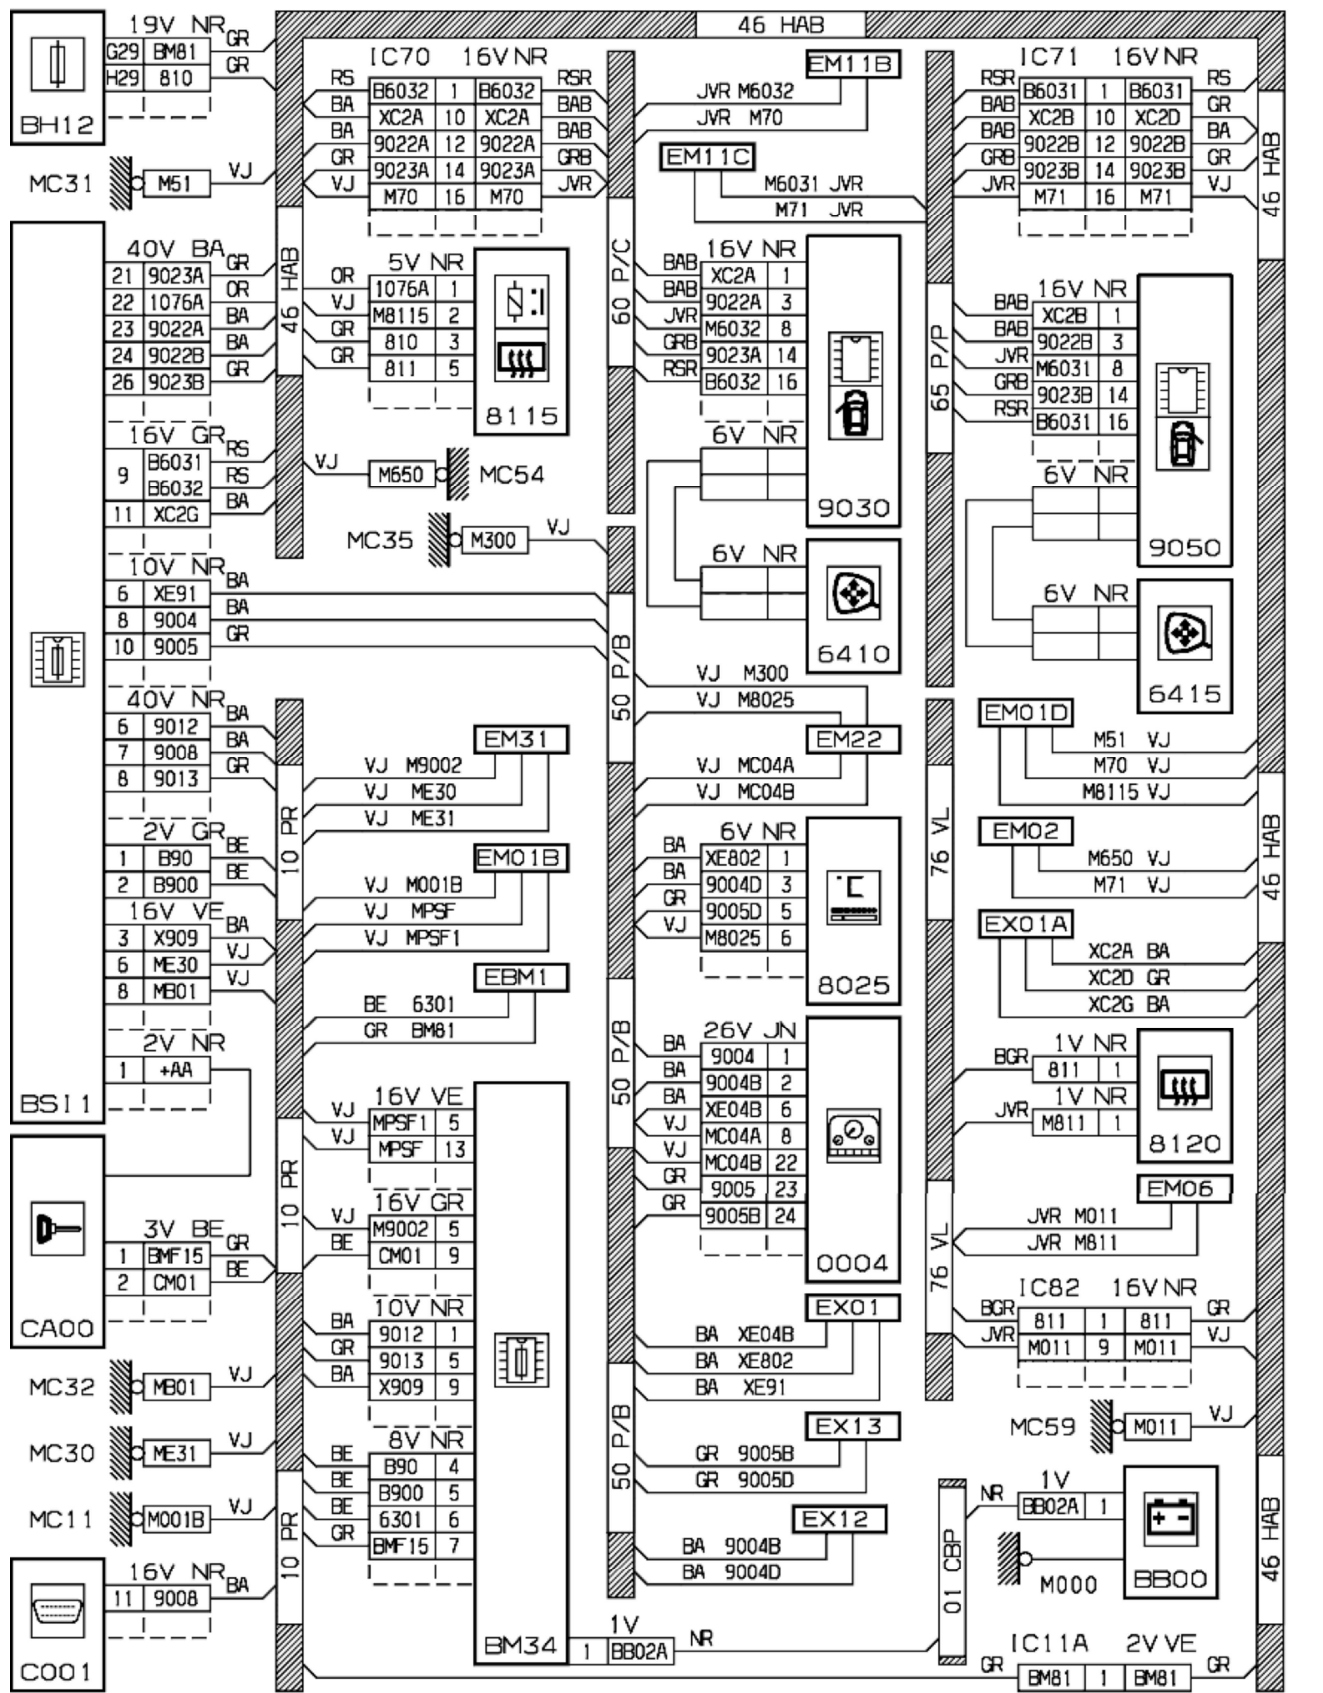 46 HAB
19V NR
G29 BM81 GR
H29 810 GR
BH12
MC31 M51 VJ
40V BA
21 9023A GR
22 1076A OR
23 9022A BA
24 9022B BA
26 9023B GR
16V GR
9 B6031 RS
B6032 RS
11 XC2G BA
10V NR
6 XE91 BA
8 9004 BA
10 9005 GR
40V NR
6 9012 BA
7 9008 BA
8 9013 GR
2V GR
1 B90 BE
2 B900 BE
16V VE
3 X909 BA
6 ME30 VJ
8 MB01 VJ
2V NR
1 +AA
BSI1
3V BE
1 BMF15 GR
2 CM01 BE
CA00
MC32 MB01 VJ
MC30 ME31 VJ
MC11 M001B VJ
16V NR
11 9008 BA
C001
46 HAB
10 PR
10 PR
10 PR
IC70 16V NR
RS B6032 1 B6032 RSR
BA XC2A 10 XC2A BAB
BA 9022A 12 9022A BAB
GR 9023A 14 9023A GRB
VJ M70 16 M70 JVR
5V NR
OR 1076A 1
VJ M8115 2
GR 810 3
GR 811 5
8115
VJ M650 MC54
MC35 M300 VJ
EM31
VJ M9002
VJ ME30
VJ ME31
EM01B
VJ M001B
VJ MPSF
VJ MPSF1
EBM1
BE 6301
GR BM81
16V VE
VJ MPSF1 5
VJ MPSF 13
16V GR
VJ M9002 5
BE CM01 9
10V NR
BA 9012 1
GR 9013 5
BA X909 9
8V NR
BE B90 4
BE B900 5
BE 6301 6
GR BMF15 7
BM34
1V
1 BB02A NR
60 P/C
50 P/B
50 P/B
50 P/B
EM11B
JVR M6032
JVR M70
EM11C
M6031 JVR
M71 JVR
16V NR
BAB XC2A 1
BAB 9022A 3
JVR M6032 8
GRB 9023A 14
RSR B6032 16
6V NR
9030
6V NR
6410
VJ M300
VJ M8025
EM22
VJ MC04A
VJ MC04B
6V NR
BA XE802 1
BA 9004D 3
GR 9005D 5
VJ M8025 6
°C
8025
26V JN
BA 9004 1
BA 9004B 2
BA XE04B 6
VJ MC04A 8
VJ MC04B 22
GR 9005 23
GR 9005B 24
0004
EX01
BA XE04B
BA XE802
BA XE91
EX13
GR 9005B
GR 9005D
EX12
BA 9004B
BA 9004D
65 P/P
76 VL
76 VL
01 CBP
IC71 16V NR
RSR B6031 1 B6031 RS
BAB XC2B 10 XC2D GR
BAB 9022B 12 9022B BA
GRB 9023B 14 9023B GR
JVR M71 16 M71 VJ
16V NR
BAB XC2B 1
BAB 9022B 3
JVR M6031 8
GRB 9023B 14
RSR B6031 16
6V NR
9050
6V NR
6415
EM01D
M51 VJ
M70 VJ
M8115 VJ
EM02
M650 VJ
M71 VJ
EX01A
XC2A BA
XC2D GR
XC2G BA
1V NR
BGR 811 1
1V NR
JVR M811 1
8120
EM06
JVR M011
JVR M811
IC82 16V NR
BGR 811 1 811 GR
JVR M011 9 M011 VJ
MC59 M011 VJ
1V
NR BB02A 1
+ -
M000
BB00
IC11A 2V VE
GR BM81 1 BM81 GR
46 HAB
46 HAB
46 HAB